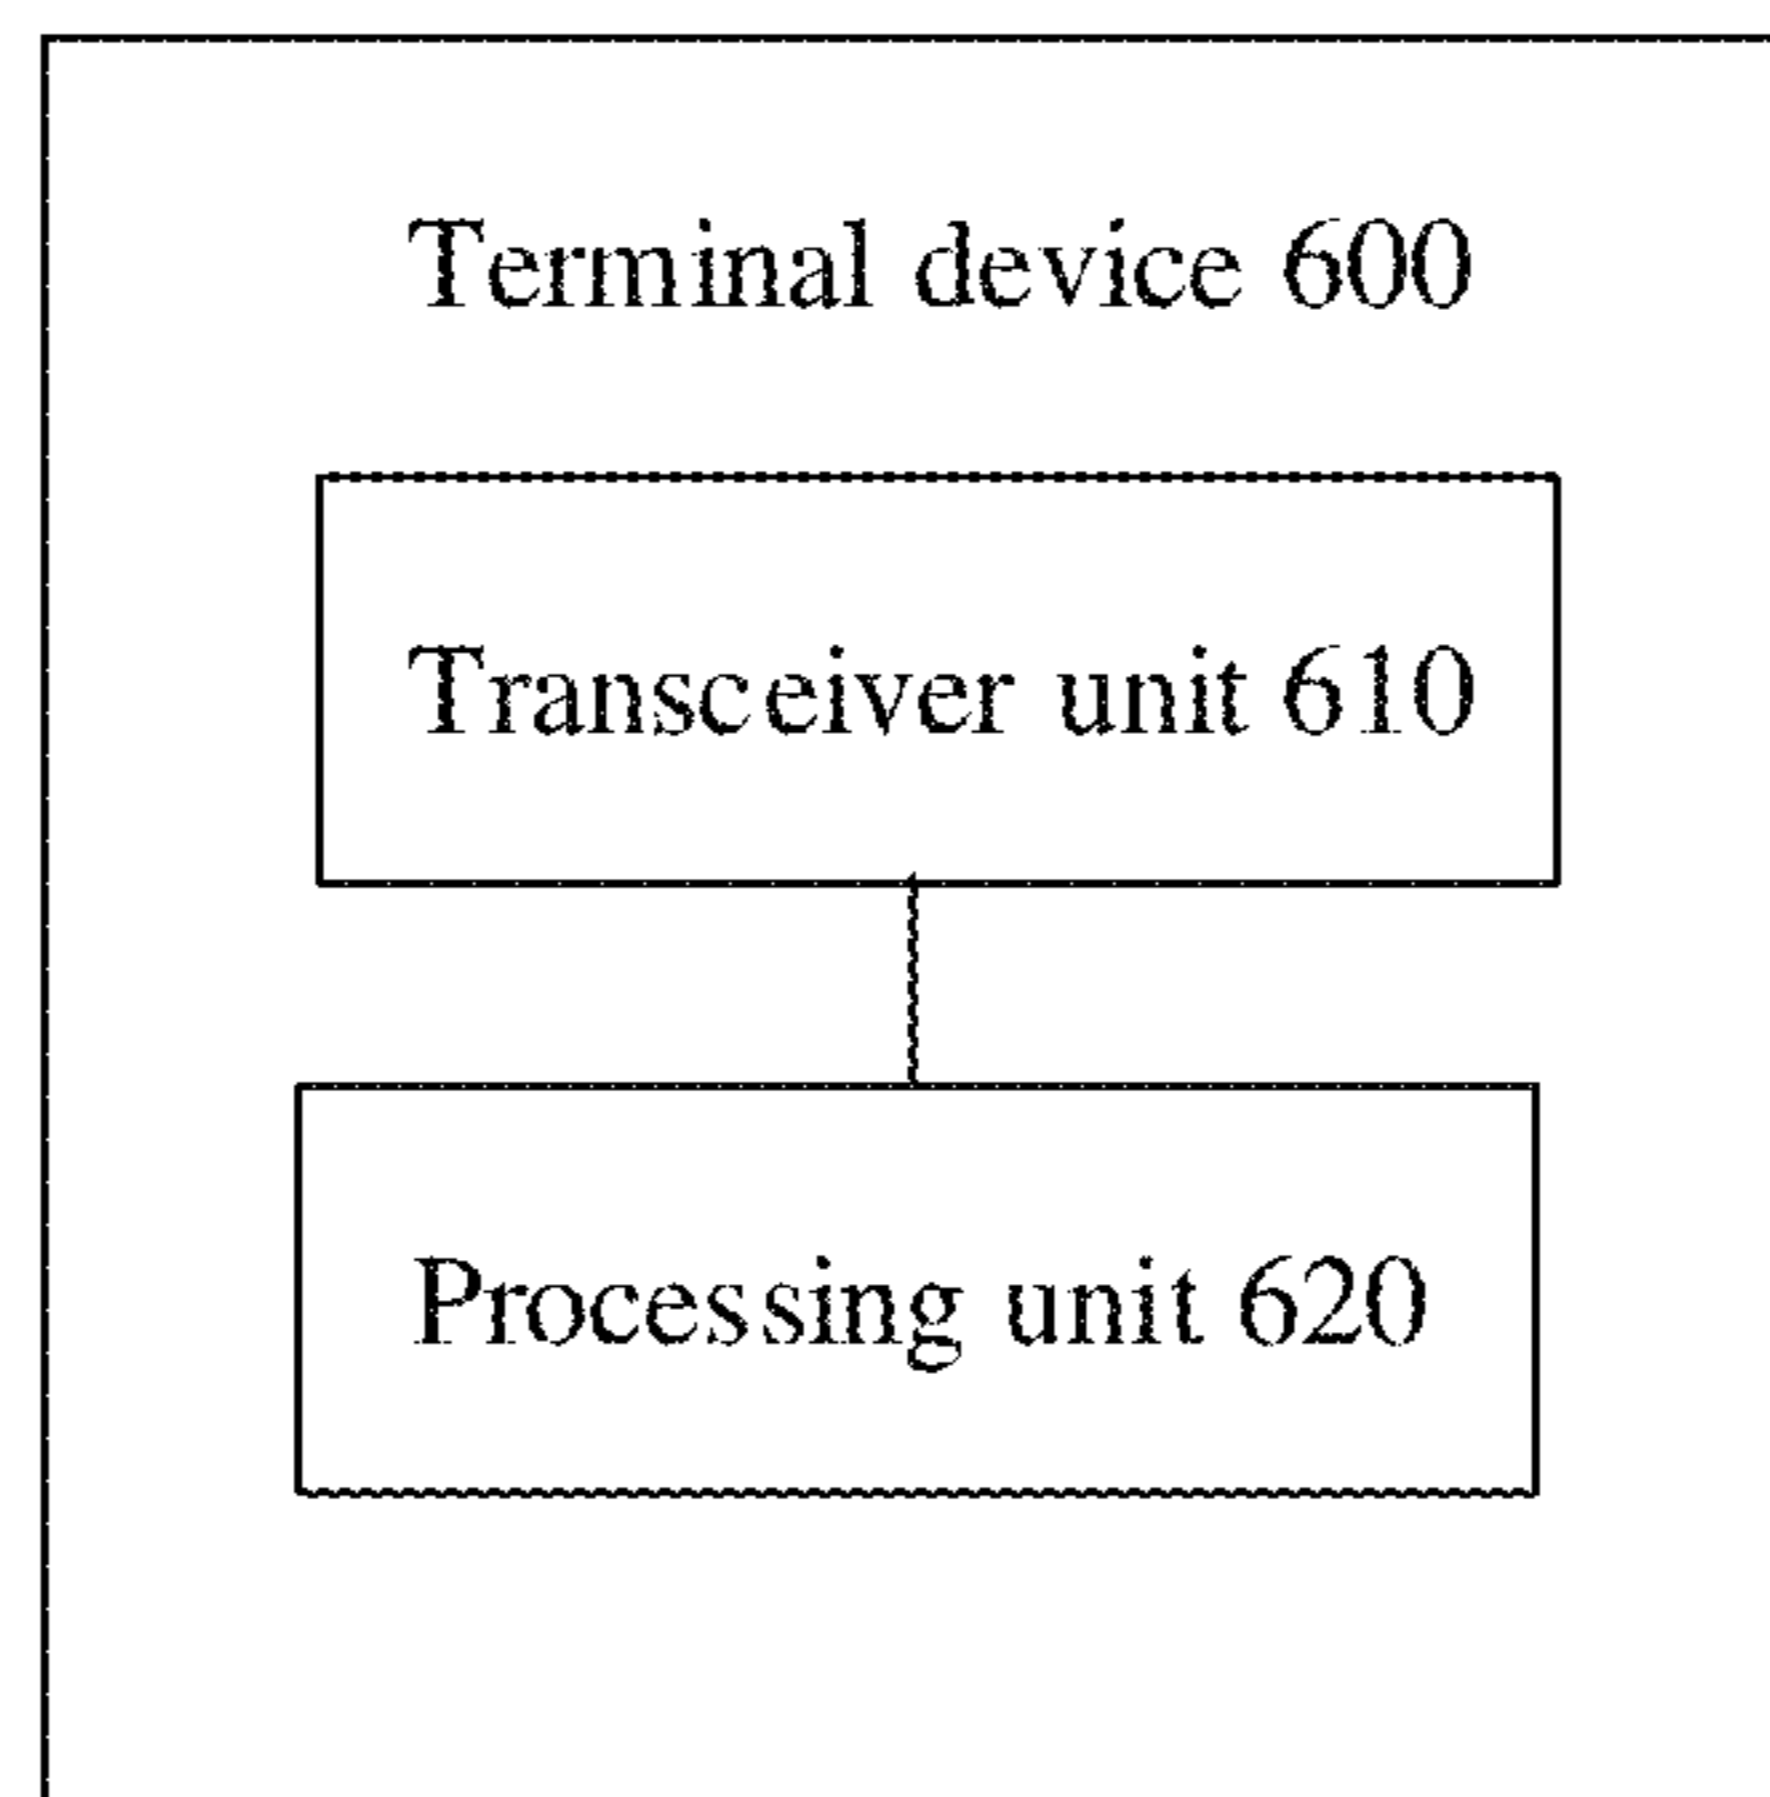 Terminal device 600
Transceiver unit 610
Processing unit 620